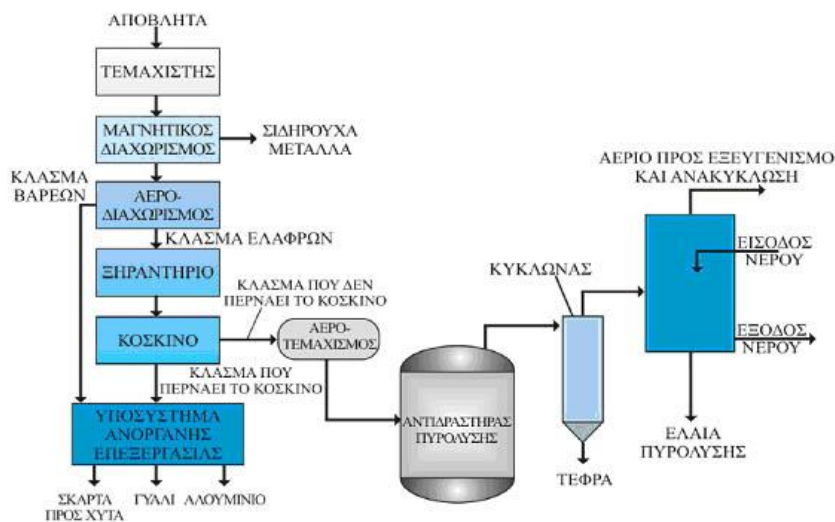 ΑΠΟΒΛΗΤΑ
ΤΕΜΑΧΙΣΤΗΣ
ΜΑΓΝΗΤΙΚΟΣ
ΔΙΑΧΩΡΙΣΜΟΣ
ΣΙΔΗΡΟΥΧΑ
ΜΕΤΑΛΛΑ
ΚΛΑΣΜΑ
ΒΑΡΕΩΝ
ΑΕΡΟ-
ΔΙΑΧΩΡΙΣΜΟΣ
ΚΛΑΣΜΑ ΕΛΑΦΡΩΝ
ΞΗΡΑΝΤΗΡΙΟ
ΚΛΑΣΜΑ ΠΟΥ ΔΕΝ
ΠΕΡΝΑΕΙ ΤΟ ΚΟΣΚΙΝΟ
ΚΟΣΚΙΝΟ
ΑΕΡΟ-
ΤΕΜΑΧΙΣΜΟΣ
ΚΛΑΣΜΑ ΠΟΥ
ΠΕΡΝΑΕΙ ΤΟ ΚΟΣΚΙΝΟ
ΥΠΟΣΥΣΤΗΜΑ
ΑΝΟΡΓΑΝΗΣ
ΕΠΕΞΕΡΓΑΣΙΑΣ
ΣΚΑΡΤΑ
ΠΡΟΣ ΧΥΤΑ
ΓΥΑΛΙ
ΑΛΟΥΜΙΝΙΟ
ΑΝΤΙΔΡΑΣΤΗΡΑΣ
ΠΥΡΟΛΥΣΗΣ
ΚΥΚΛΩΝΑΣ
ΤΕΦΡΑ
ΑΕΡΙΟ ΠΡΟΣ ΕΞΕΥΓΕΝΙΣΜΟ
ΚΑΙ ΑΝΑΚΥΚΛΩΣΗ
ΕΙΣΟΔΟΣ
ΝΕΡΟΥ
ΕΞΟΔΟΣ
ΝΕΡΟΥ
ΕΛΑΙΑ
ΠΥΡΟΛΥΣΗΣ